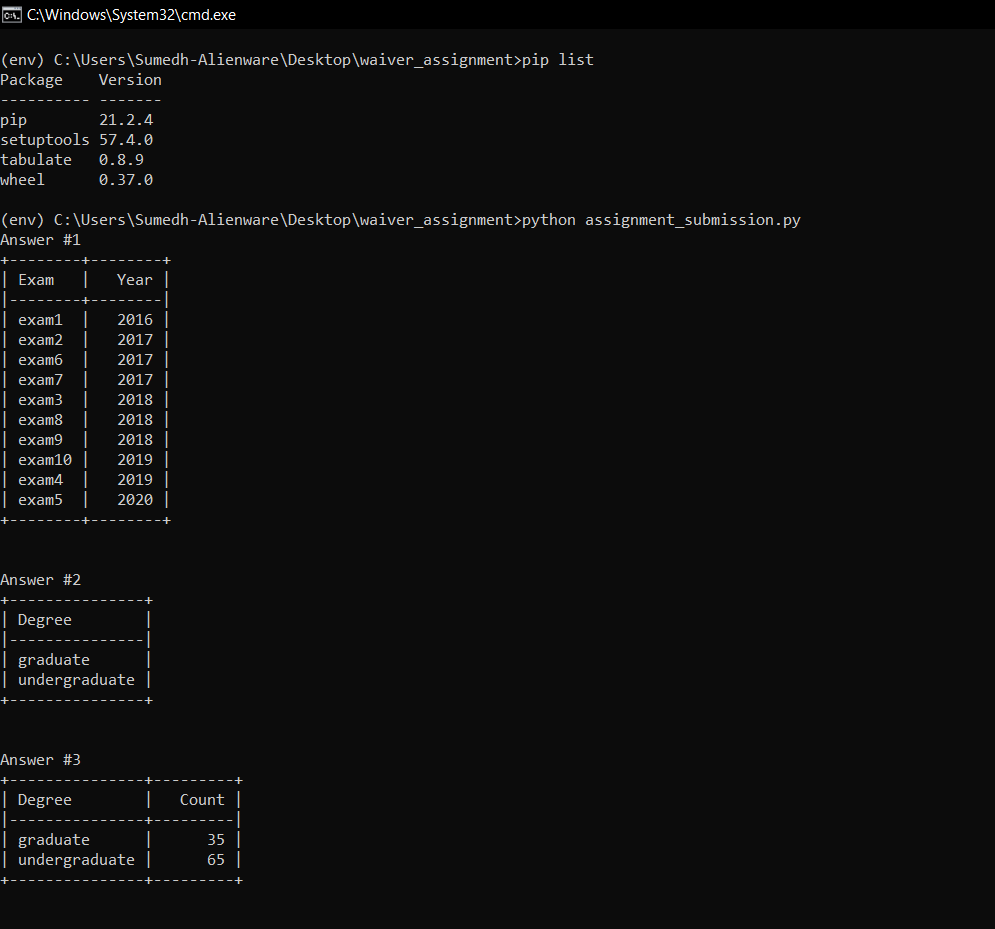 C:\Windows\System32\cmd.exe
(env) C:\Users\Sumedh-Alienware\Desktop\waiver_assignment>pip list
Package    Version
---------- -------
pip        21.2.4
setuptools 57.4.0
tabulate   0.8.9
wheel      0.37.0
(env) C:\Users\Sumedh-Alienware\Desktop\waiver_assignment>python assignment_submission.py
Answer #1
+--------+--------+
| Exam   |   Year |
|--------+--------|
| exam1  |   2016 |
| exam2  |   2017 |
| exam6  |   2017 |
| exam7  |   2017 |
| exam3  |   2018 |
| exam8  |   2018 |
| exam9  |   2018 |
| exam10 |   2019 |
| exam4  |   2019 |
| exam5  |   2020 |
+--------+--------+
Answer #2
+---------------+
| Degree        |
|---------------|
| graduate      |
| undergraduate |
+---------------+
Answer #3
+---------------+---------+
| Degree        |   Count |
|---------------+---------|
| graduate      |      35 |
| undergraduate |      65 |
+---------------+---------+